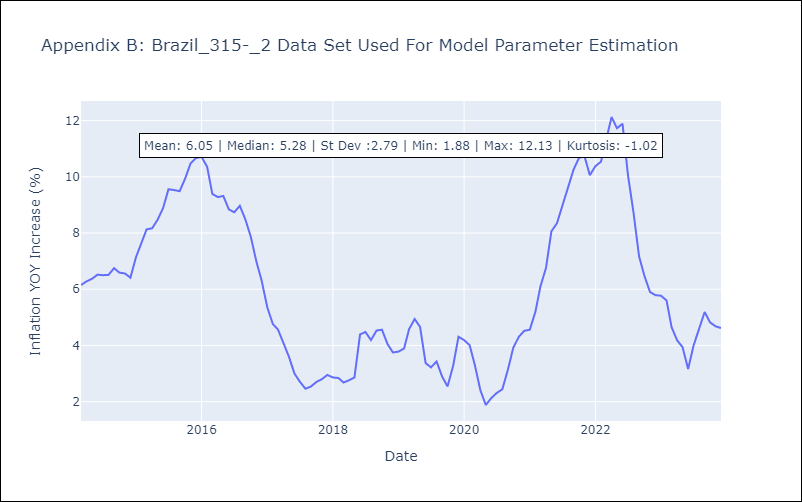 Appendix B: Brazil_315-_2 Data Set Used For Model Parameter Estimation
12
Mean: 6.05 | Median: 5.28 | St Dev :2.79 | Min: 1.88 | Max: 12.13 | Kurtosis: -1.02
10
8
6
4
2
Inflation YOY Increase (%)
2016 2018 2020 2022
Date